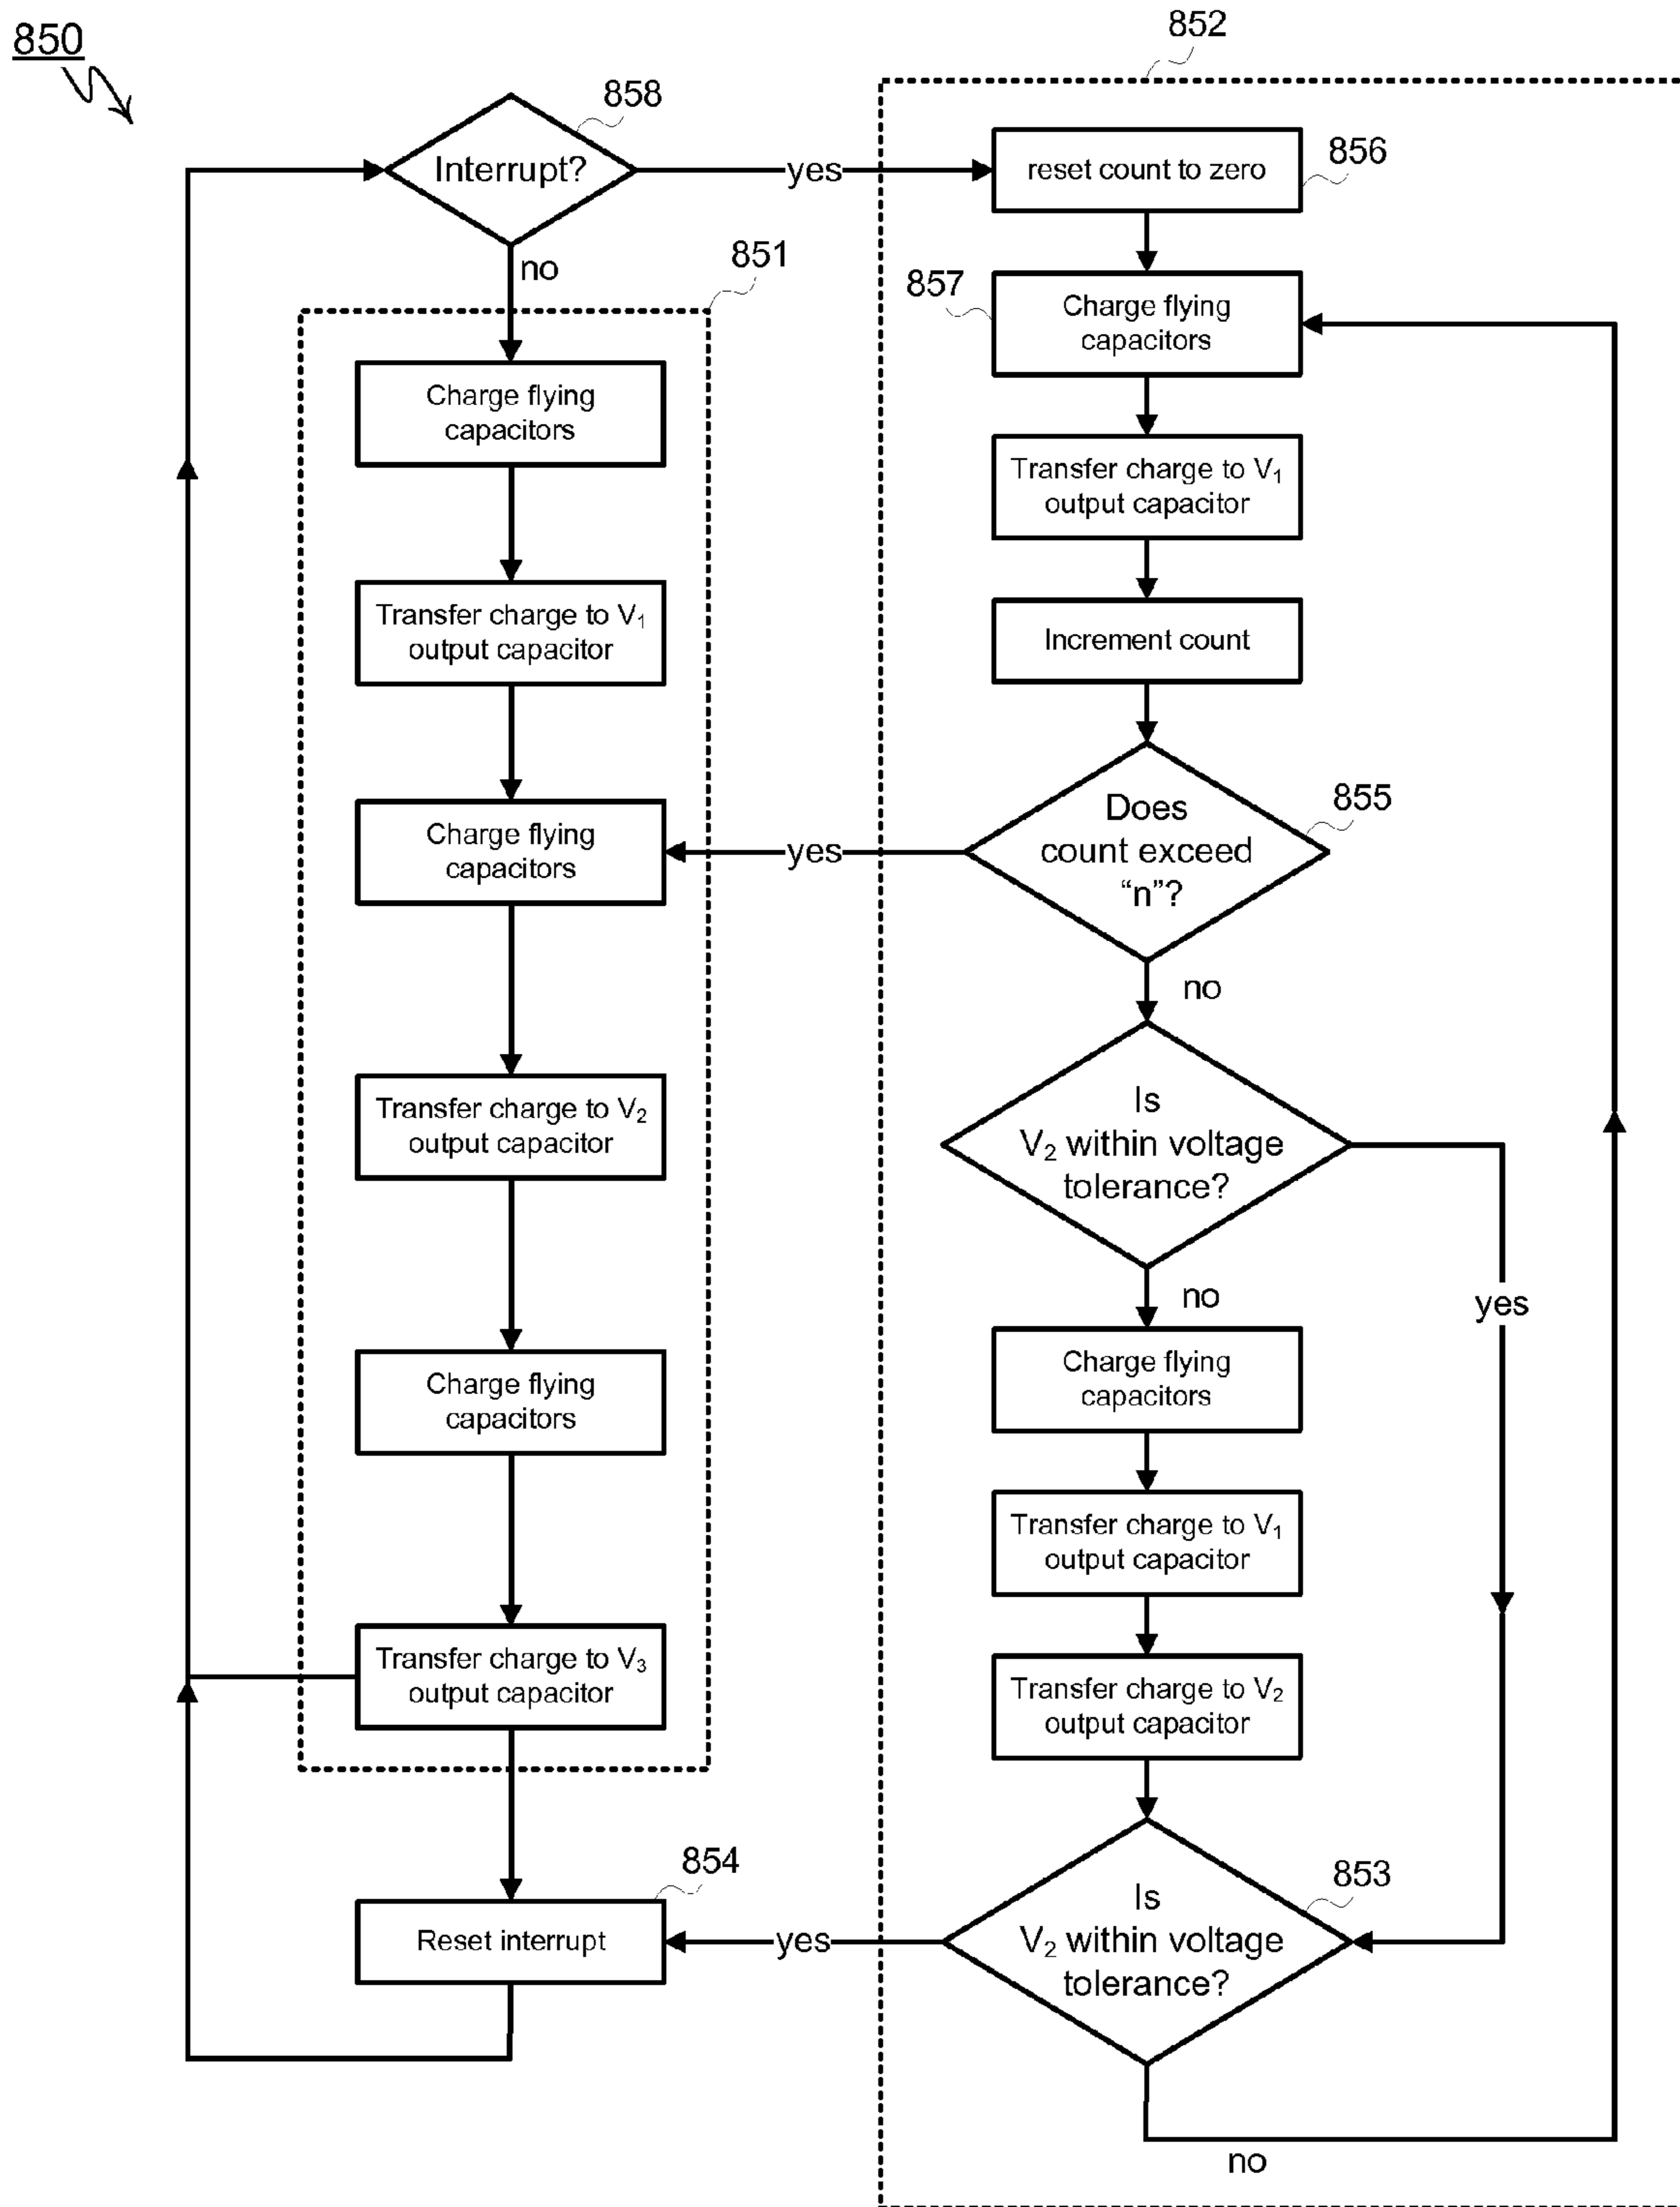 850
852
858
Interrupt?
yes
reset count to zero
856
no
851
857
Charge flying
capacitors
Charge flying
capacitors
Transfer charge to V₁
output capacitor
Transfer charge to V₁
output capacitor
Increment count
Charge flying
capacitors
yes
Does
count exceed
“n”?
855
no
Transfer charge to V₂
output capacitor
Is
V₂ within voltage
tolerance?
no
yes
Charge flying
capacitors
Charge flying
capacitors
Transfer charge to V₁
output capacitor
Transfer charge to V₃
output capacitor
Transfer charge to V₂
output capacitor
854
Reset interrupt
yes
Is
V₂ within voltage
tolerance?
853
no